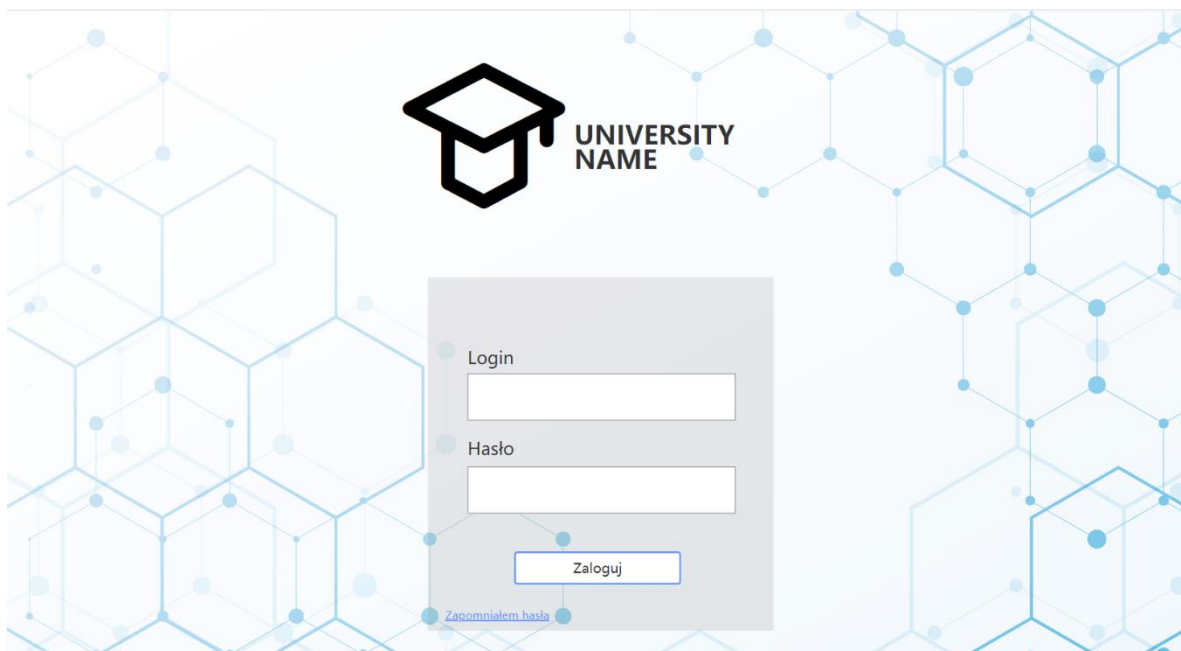 UNIVERSITY
NAME
Login
Hasło
Zaloguj
Zapomniałem hasła